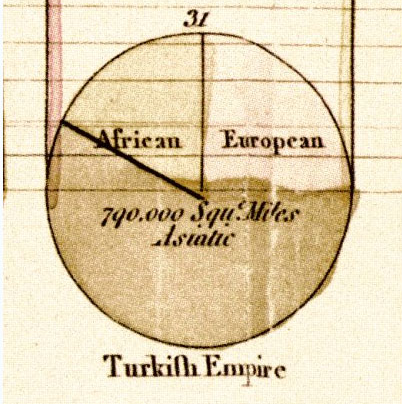 31
African European
790.000 Squ.ᵉ Miles
Asiatic
Turkiſh Empire